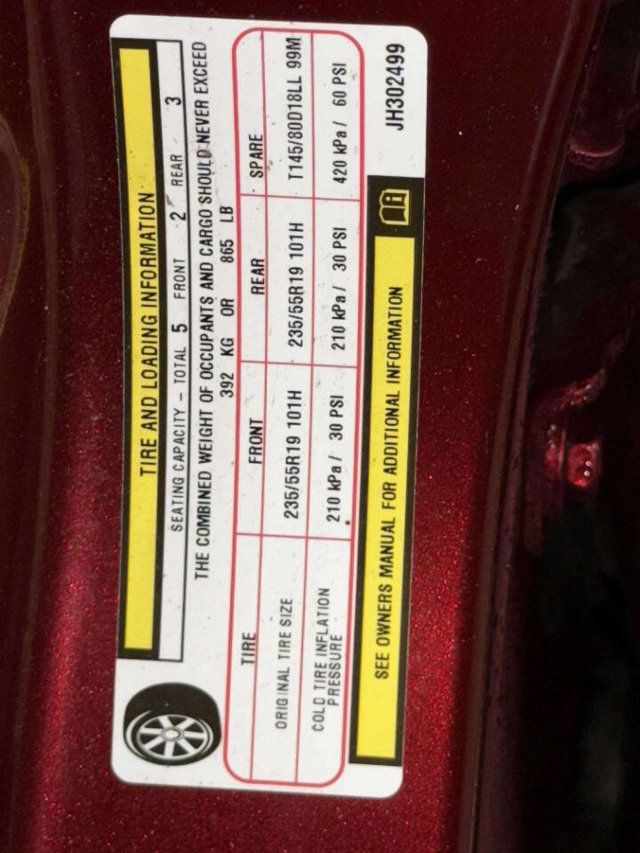 TIRE AND LOADING INFORMATION
SEATING CAPACITY – TOTAL 5 FRONT 2 REAR 3
THE COMBINED WEIGHT OF OCCUPANTS AND CARGO SHOULD NEVER EXCEED
392 KG OR 865 LB
TIRE FRONT REAR SPARE
ORIGINAL TIRE SIZE 235/55R19 101H 235/55R19 101H T145/80D18LL 99M
COLD TIRE INFLATION PRESSURE 210 kPa / 30 PSI 210 kPa / 30 PSI 420 kPa / 60 PSI
SEE OWNERS MANUAL FOR ADDITIONAL INFORMATION
JH302499